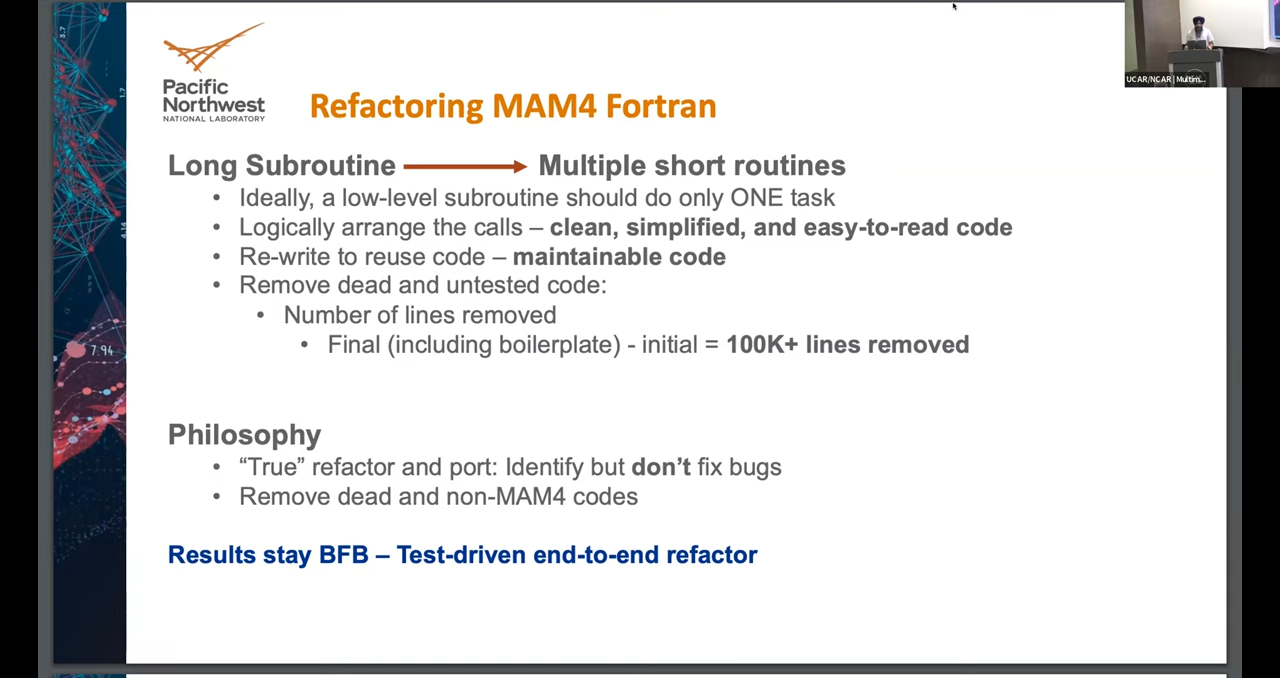 UCAR/NCAR | Multim...
Pacific
Northwest
NATIONAL LABORATORY
Refactoring MAM4 Fortran
Long Subroutine
Multiple short routines
• Ideally, a low-level subroutine should do only ONE task
• Logically arrange the calls – clean, simplified, and easy-to-read code
• Re-write to reuse code – maintainable code
• Remove dead and untested code:
• Number of lines removed
• Final (including boilerplate) - initial = 100K+ lines removed
7.94
Philosophy
• “True” refactor and port: Identify but don’t fix bugs
• Remove dead and non-MAM4 codes
Results stay BFB – Test-driven end-to-end refactor